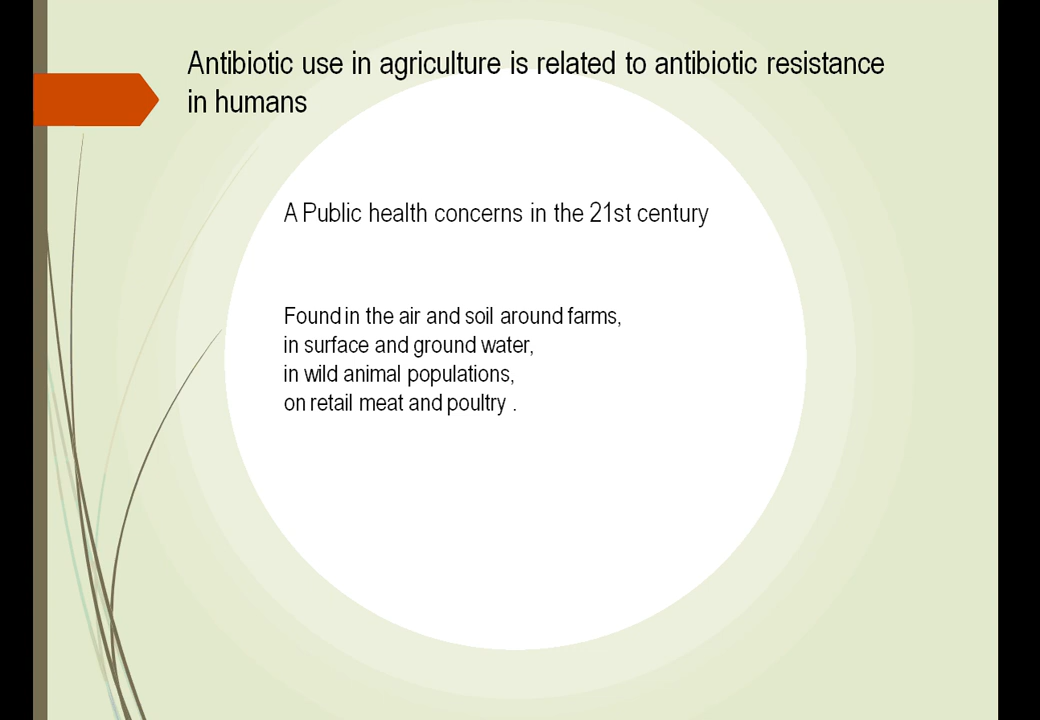 Antibiotic use in agriculture is related to antibiotic resistance
in humans
A Public health concerns in the 21st century
Found in the air and soil around farms,
in surface and ground water,
in wild animal populations,
on retail meat and poultry .